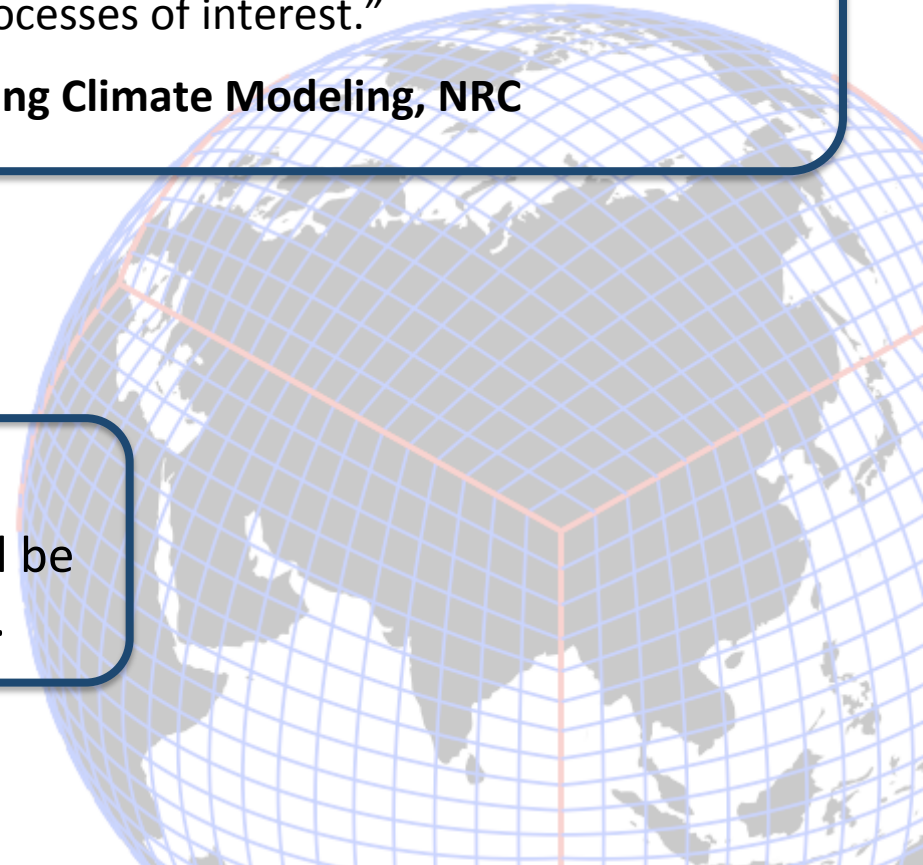 ocesses of interest.”
ng Climate Modeling, NRC
be
.